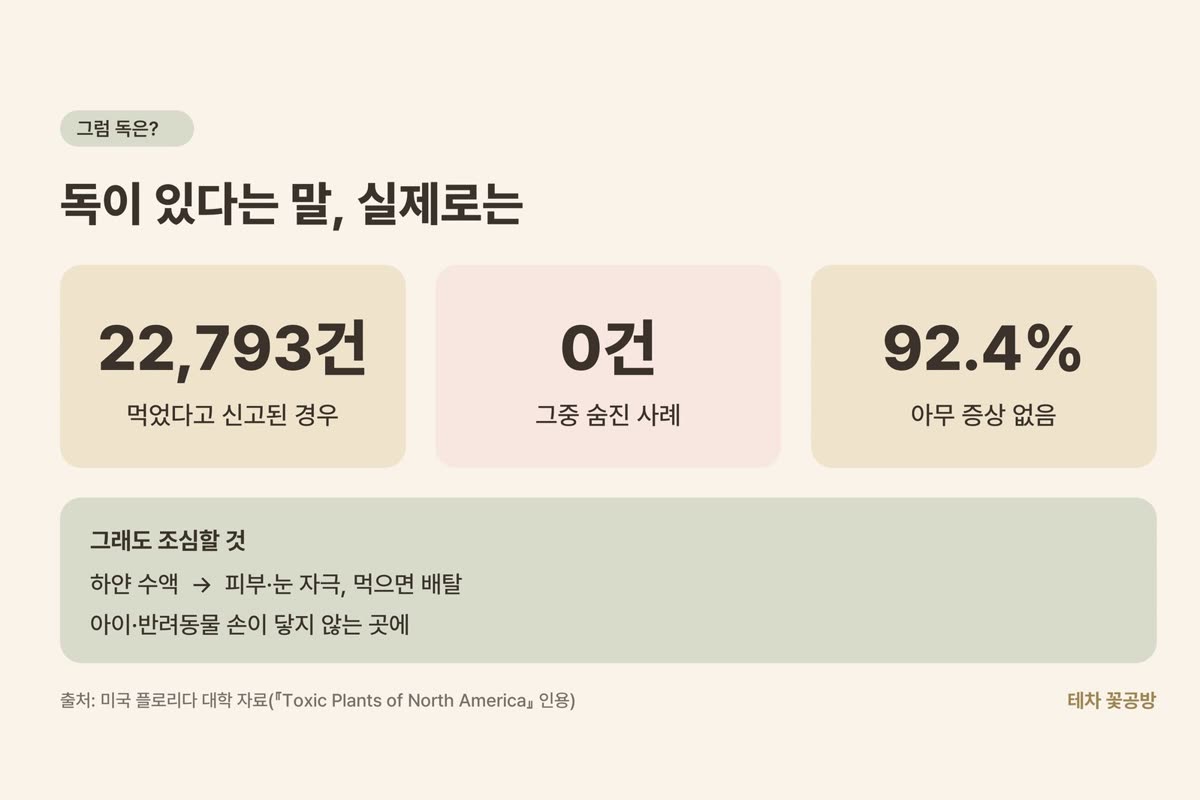 그럼 독은?
독이 있다는 말, 실제로는
22,793건
먹었다고 신고된 경우
0건
그중 숨진 사례
92.4%
아무 증상 없음
그래도 조심할 것
하얀 수액 → 피부·눈 자극, 먹으면 배탈
아이·반려동물 손이 닿지 않는 곳에
출처: 미국 플로리다 대학 자료(『Toxic Plants of North America』 인용)
테차 꽃공방